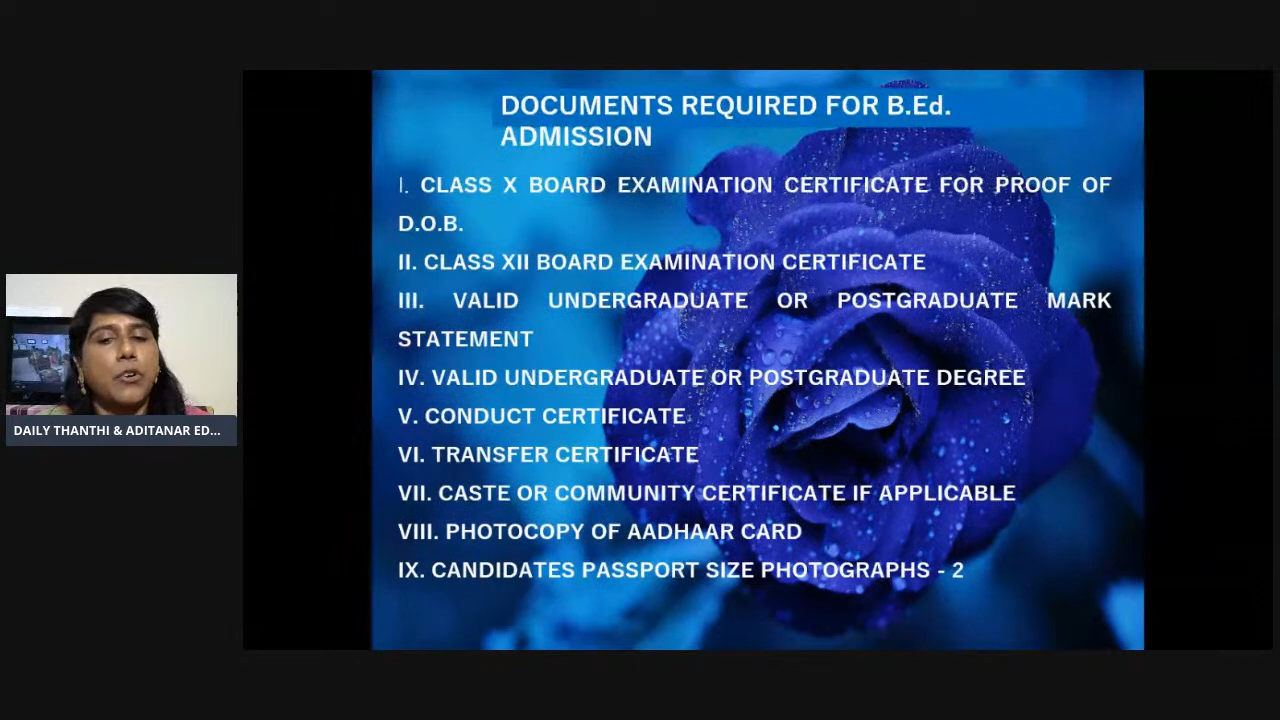 DOCUMENTS REQUIRED FOR B.Ed.
ADMISSION
I. CLASS X BOARD EXAMINATION CERTIFICATE FOR PROOF OF
D.O.B.
II. CLASS XII BOARD EXAMINATION CERTIFICATE
III. VALID UNDERGRADUATE OR POSTGRADUATE MARK
STATEMENT
IV. VALID UNDERGRADUATE OR POSTGRADUATE DEGREE
V. CONDUCT CERTIFICATE
VI. TRANSFER CERTIFICATE
VII. CASTE OR COMMUNITY CERTIFICATE IF APPLICABLE
VIII. PHOTOCOPY OF AADHAAR CARD
IX. CANDIDATES PASSPORT SIZE PHOTOGRAPHS - 2
DAILY THANTHI & ADITANAR ED...